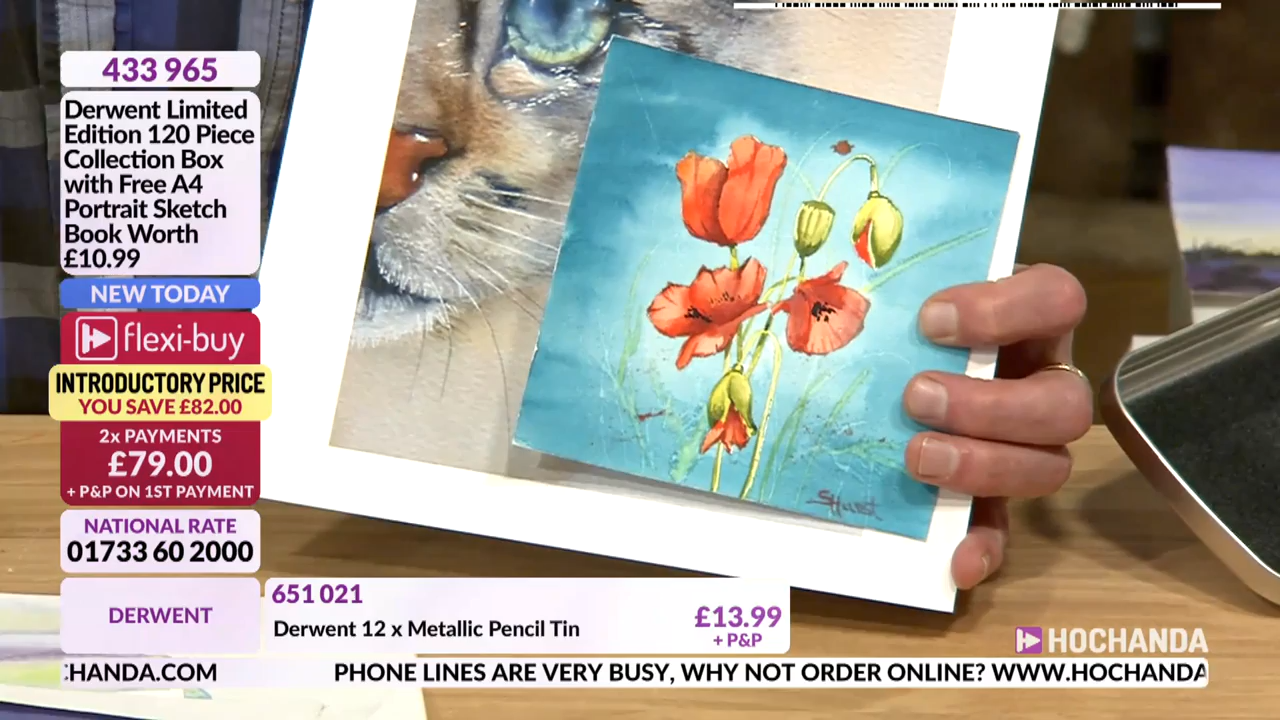 433 965
Derwent Limited
Edition 120 Piece
Collection Box
with Free A4
Portrait Sketch
Book Worth
£10.99
NEW TODAY
flexi-buy
INTRODUCTORY PRICE
YOU SAVE £82.00
2x PAYMENTS
£79.00
+ P&P ON 1ST PAYMENT
NATIONAL RATE
01733 60 2000
DERWENT
651 021
Derwent 12 x Metallic Pencil Tin
£13.99
+ P&P
SHurst
HOCHANDA
CHANDA.COM
PHONE LINES ARE VERY BUSY, WHY NOT ORDER ONLINE? WWW.HOCHANDA